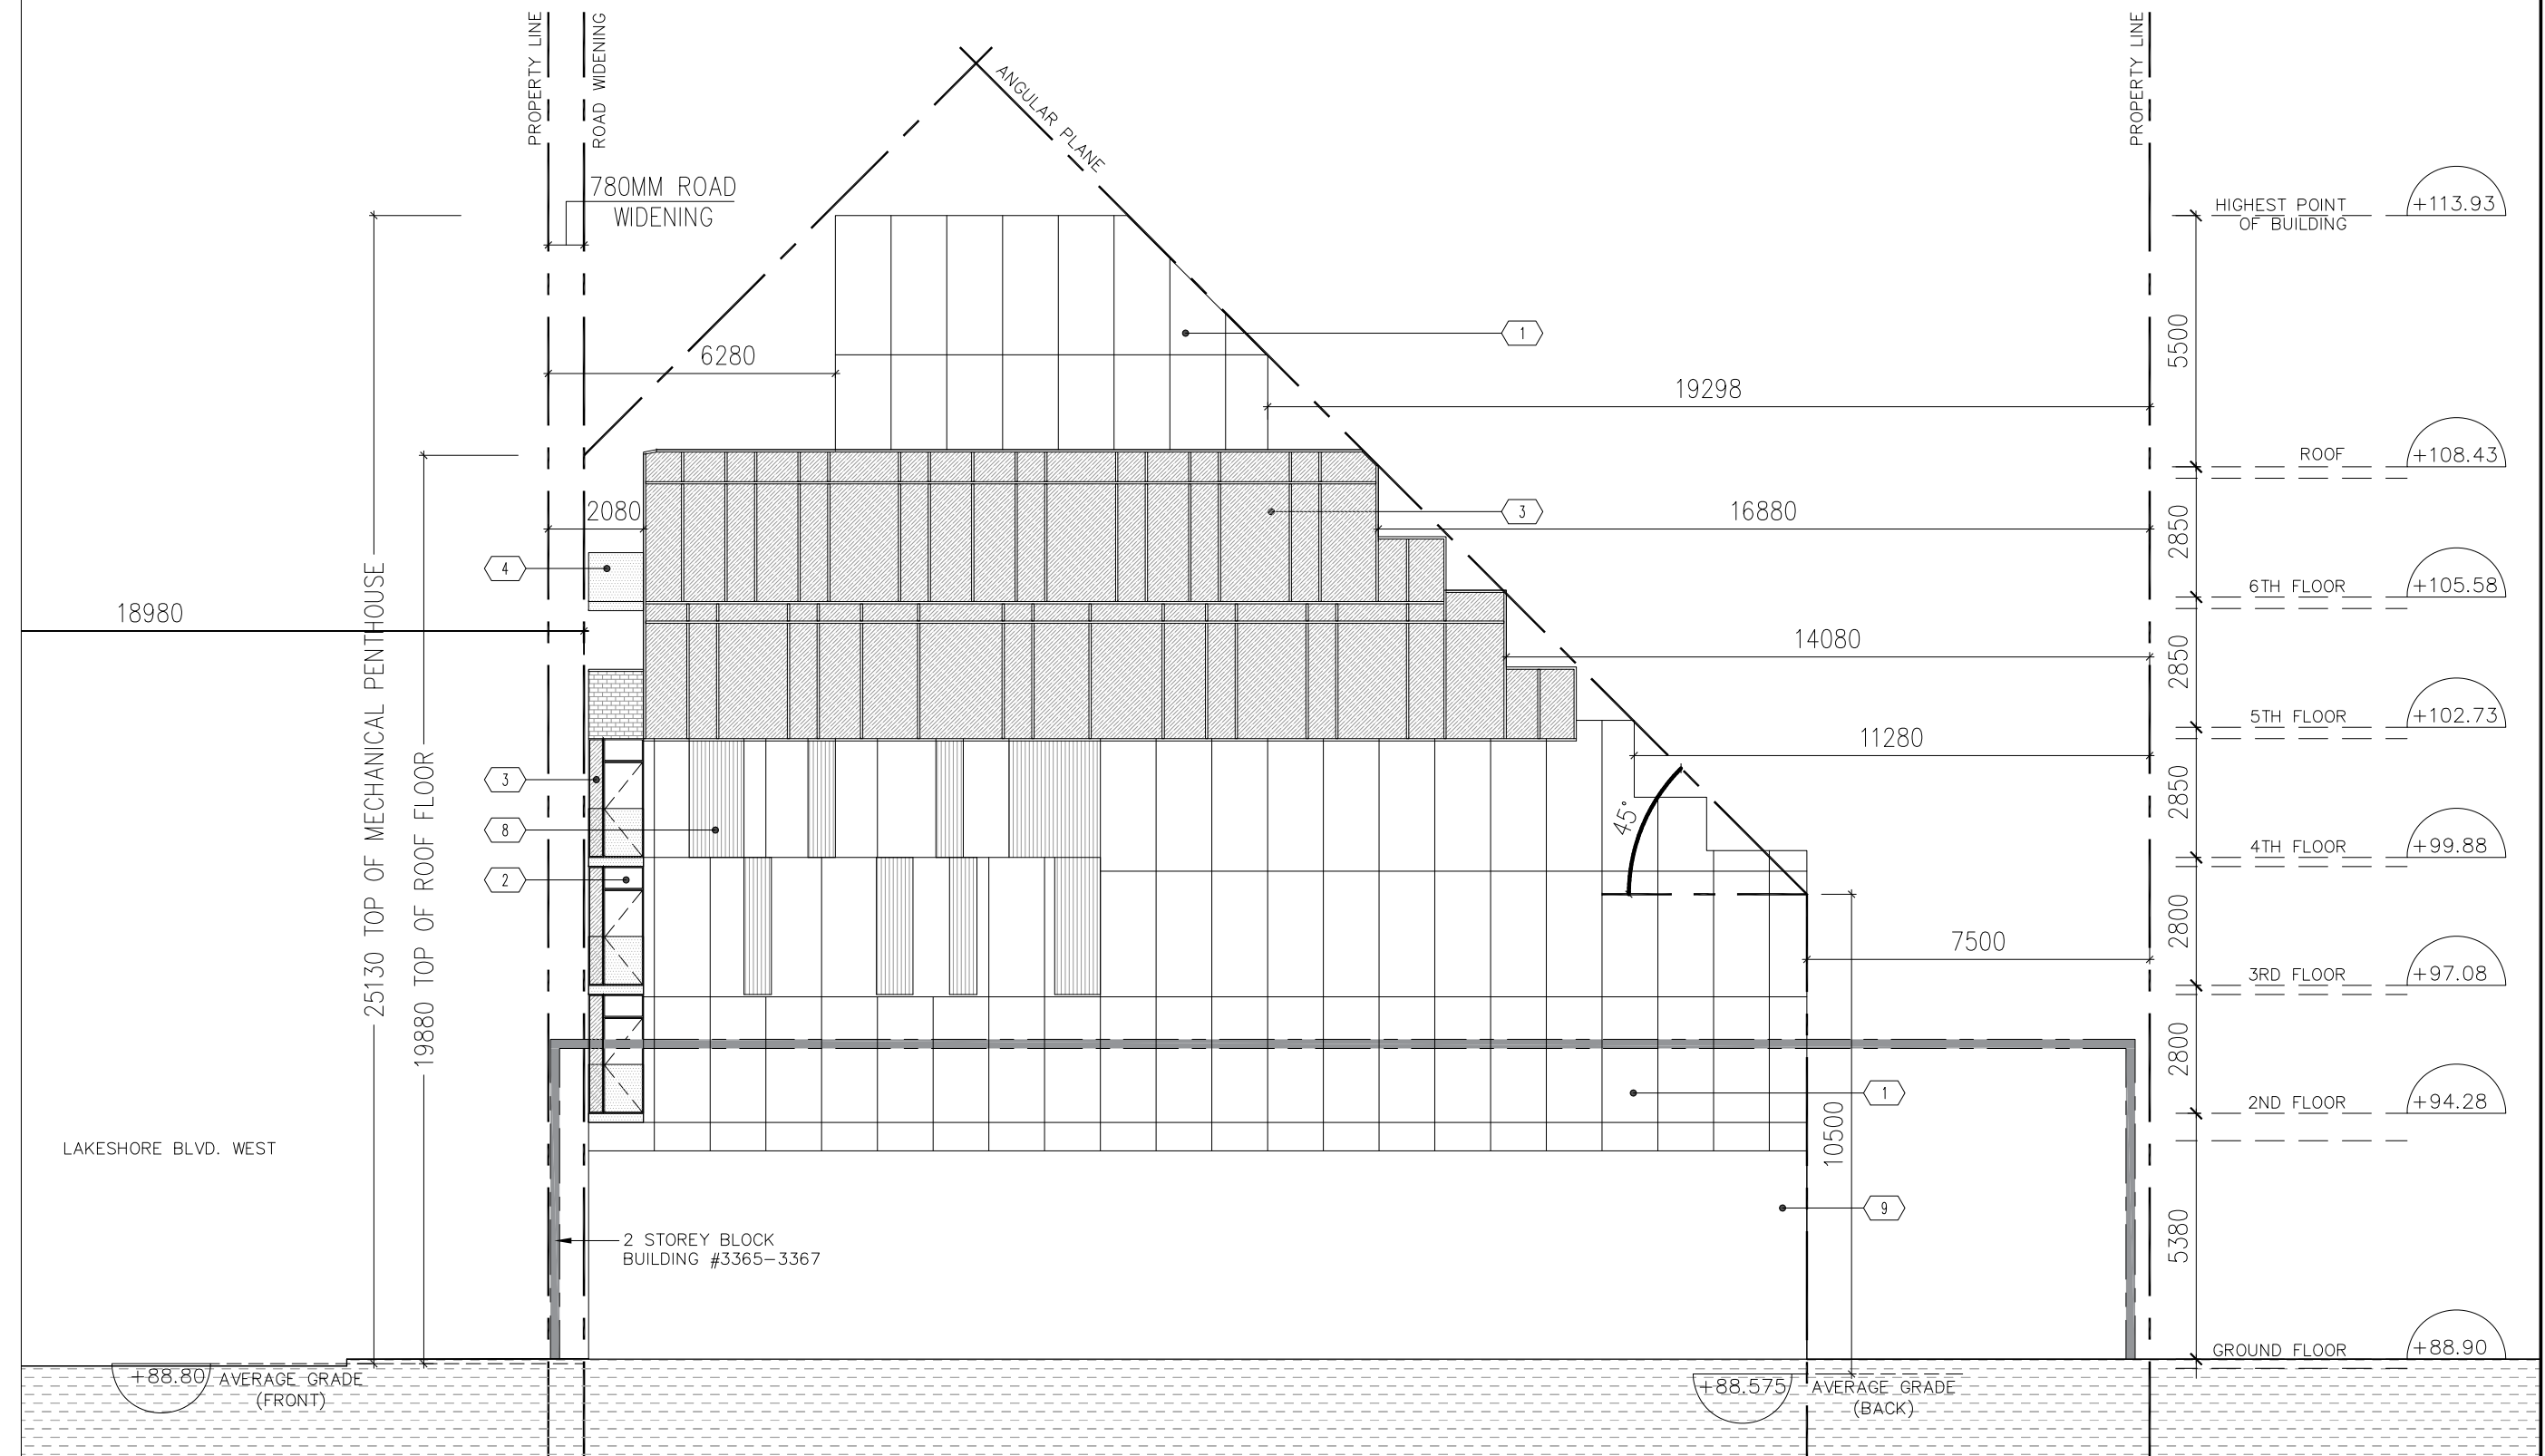 PROPERTY LINE
ROAD WIDENING
PROPERTY LINE
ANGULAR PLANE
780MM ROAD
WIDENING
HIGHEST POINT
OF BUILDING
+113.93
1
5500
6280
19298
ROOF
+108.43
2080
3
16880
2850
4
6TH FLOOR
+105.58
18980
14080
2850
5TH FLOOR
+102.73
11280
3
2850
8
45°
4TH FLOOR
+99.88
2
25130 TOP OF MECHANICAL PENTHOUSE
19880 TOP OF ROOF FLOOR
7500
2800
3RD FLOOR
+97.08
2800
1
2ND FLOOR
+94.28
10500
LAKESHORE BLVD. WEST
9
2 STOREY BLOCK
BUILDING #3365-3367
5380
GROUND FLOOR
+88.90
+88.80
AVERAGE GRADE
(FRONT)
+88.575
AVERAGE GRADE
(BACK)